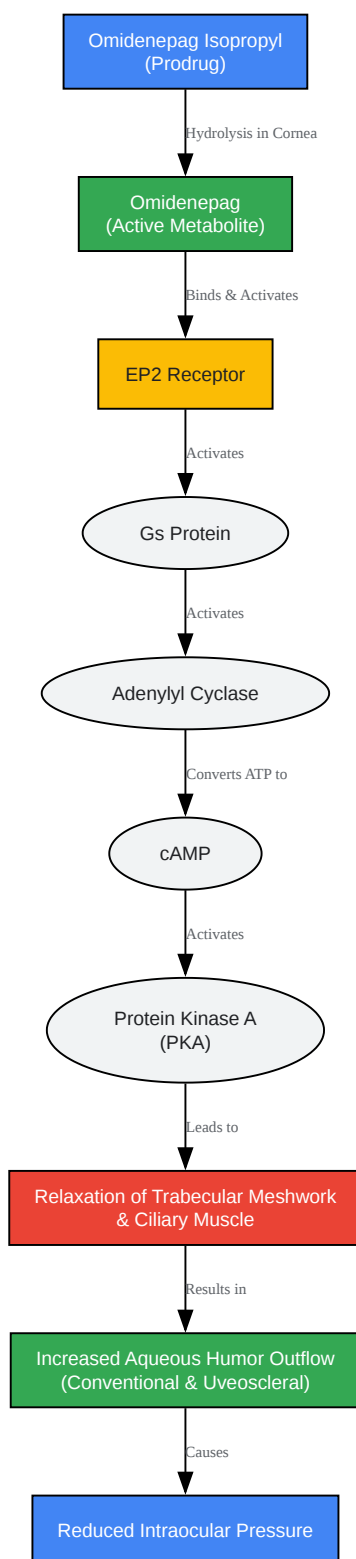 Omidenepag Isopropyl
(Prodrug)
Hydrolysis in Cornea
Omidenepag
(Active Metabolite)
Binds & Activates
EP2 Receptor
Activates
Gs Protein
Activates
Adenylyl Cyclase
Converts ATP to
cAMP
Activates
Protein Kinase A
(PKA)
Leads to
Relaxation of Trabecular Meshwork
& Ciliary Muscle
Results in
Increased Aqueous Humor Outflow
(Conventional & Uveoscleral)
Causes
Reduced Intraocular Pressure